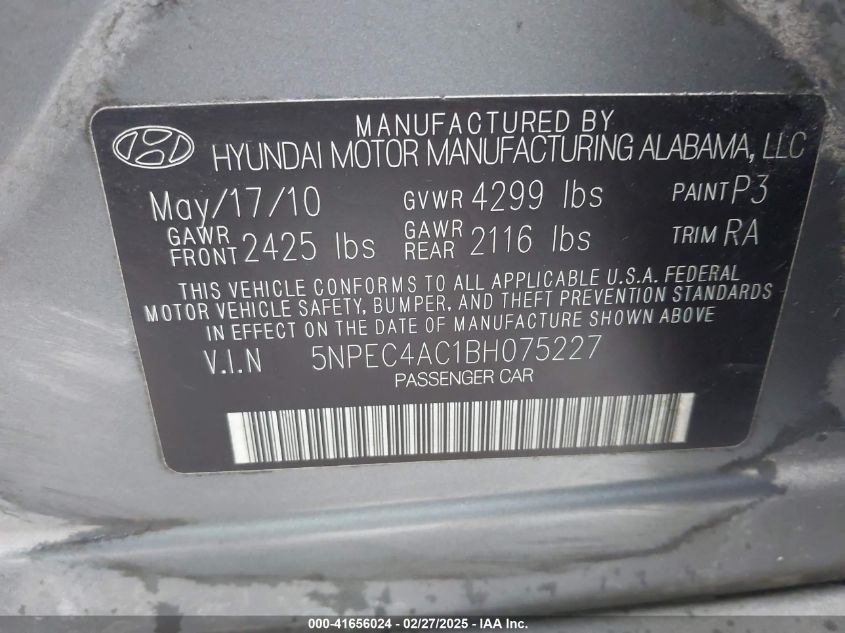 MANUFACTURED BY
HYUNDAI MOTOR MANUFACTURING ALABAMA, LLC
May/17/10 GVWR 4299 lbs PAINT P3
GAWR FRONT 2425 lbs GAWR REAR 2116 lbs TRIM RA
THIS VEHICLE CONFORMS TO ALL APPLICABLE U.S.A. FEDERAL
MOTOR VEHICLE SAFETY, BUMPER, AND THEFT PREVENTION STANDARDS
IN EFFECT ON THE DATE OF MANUFACTURE SHOWN ABOVE
V.I.N 5NPEC4AC1BH075227
PASSENGER CAR
000-41656024 - 02/27/2025 - IAA, Inc.